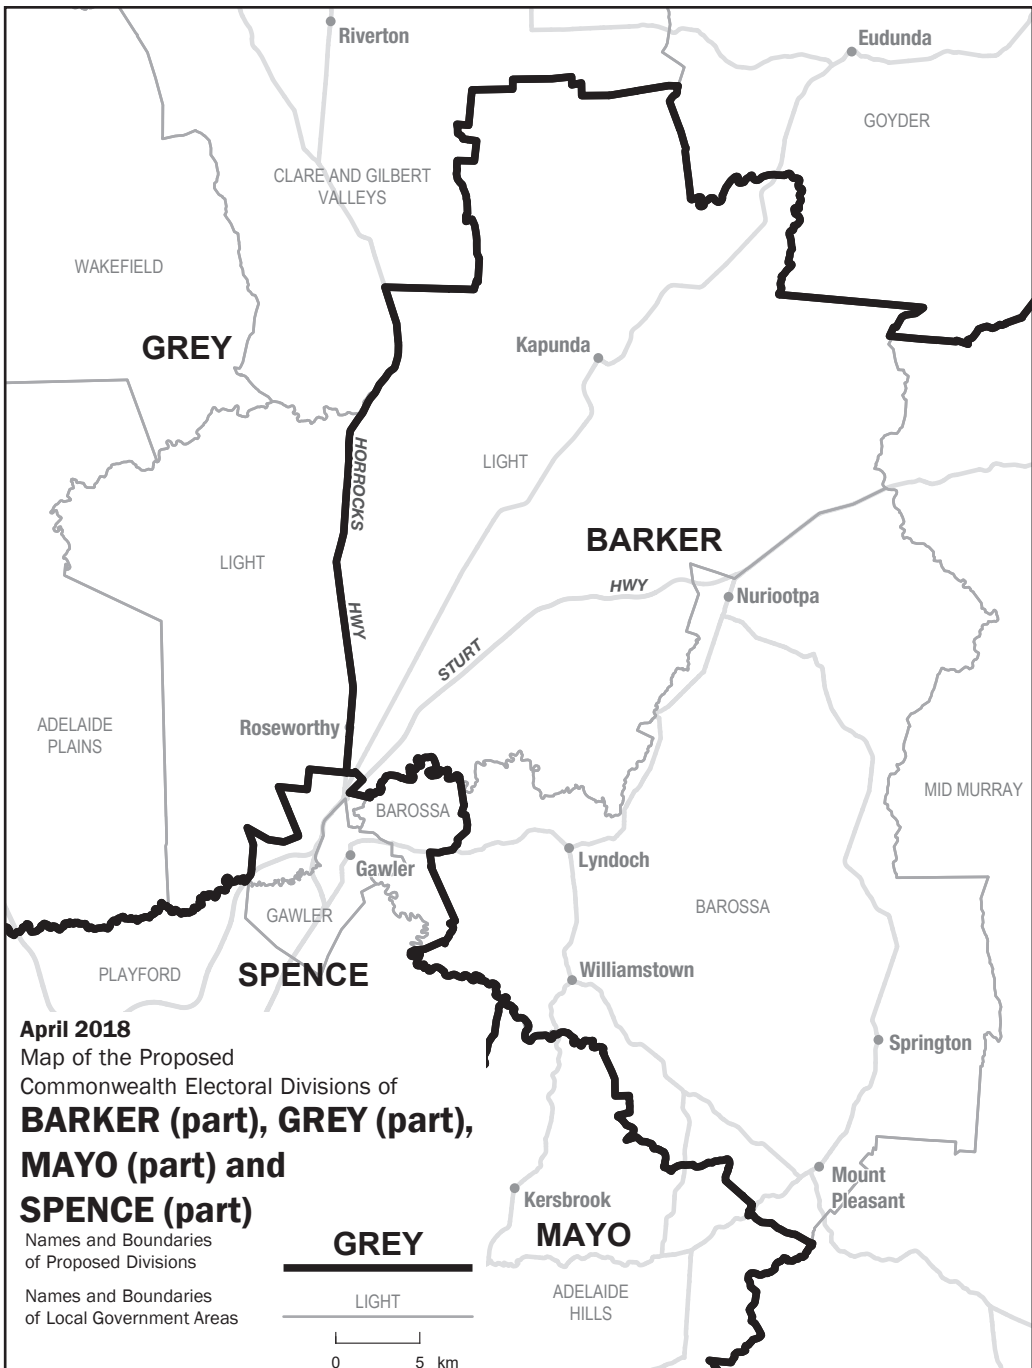 Riverton
Eudunda
GOYDER
CLARE AND GILBERT
VALLEYS
WAKEFIELD
GREY
Kapunda
HORROCKS
LIGHT
BARKER
LIGHT
HWY
Nuriootpa
HWY
STURT
Roseworthy
ADELAIDE
PLAINS
MID MURRAY
BAROSSA
Lyndoch
Gawler
BAROSSA
GAWLER
Williamstown
PLAYFORD
SPENCE
April 2018
Map of the Proposed
Commonwealth Electoral Divisions of
BARKER (part), GREY (part),
MAYO (part) and
SPENCE (part)
Springton
Mount
Pleasant
Kersbrook
MAYO
Names and Boundaries
of Proposed Divisions
GREY
Names and Boundaries
of Local Government Areas
LIGHT
ADELAIDE
HILLS
0 5 km